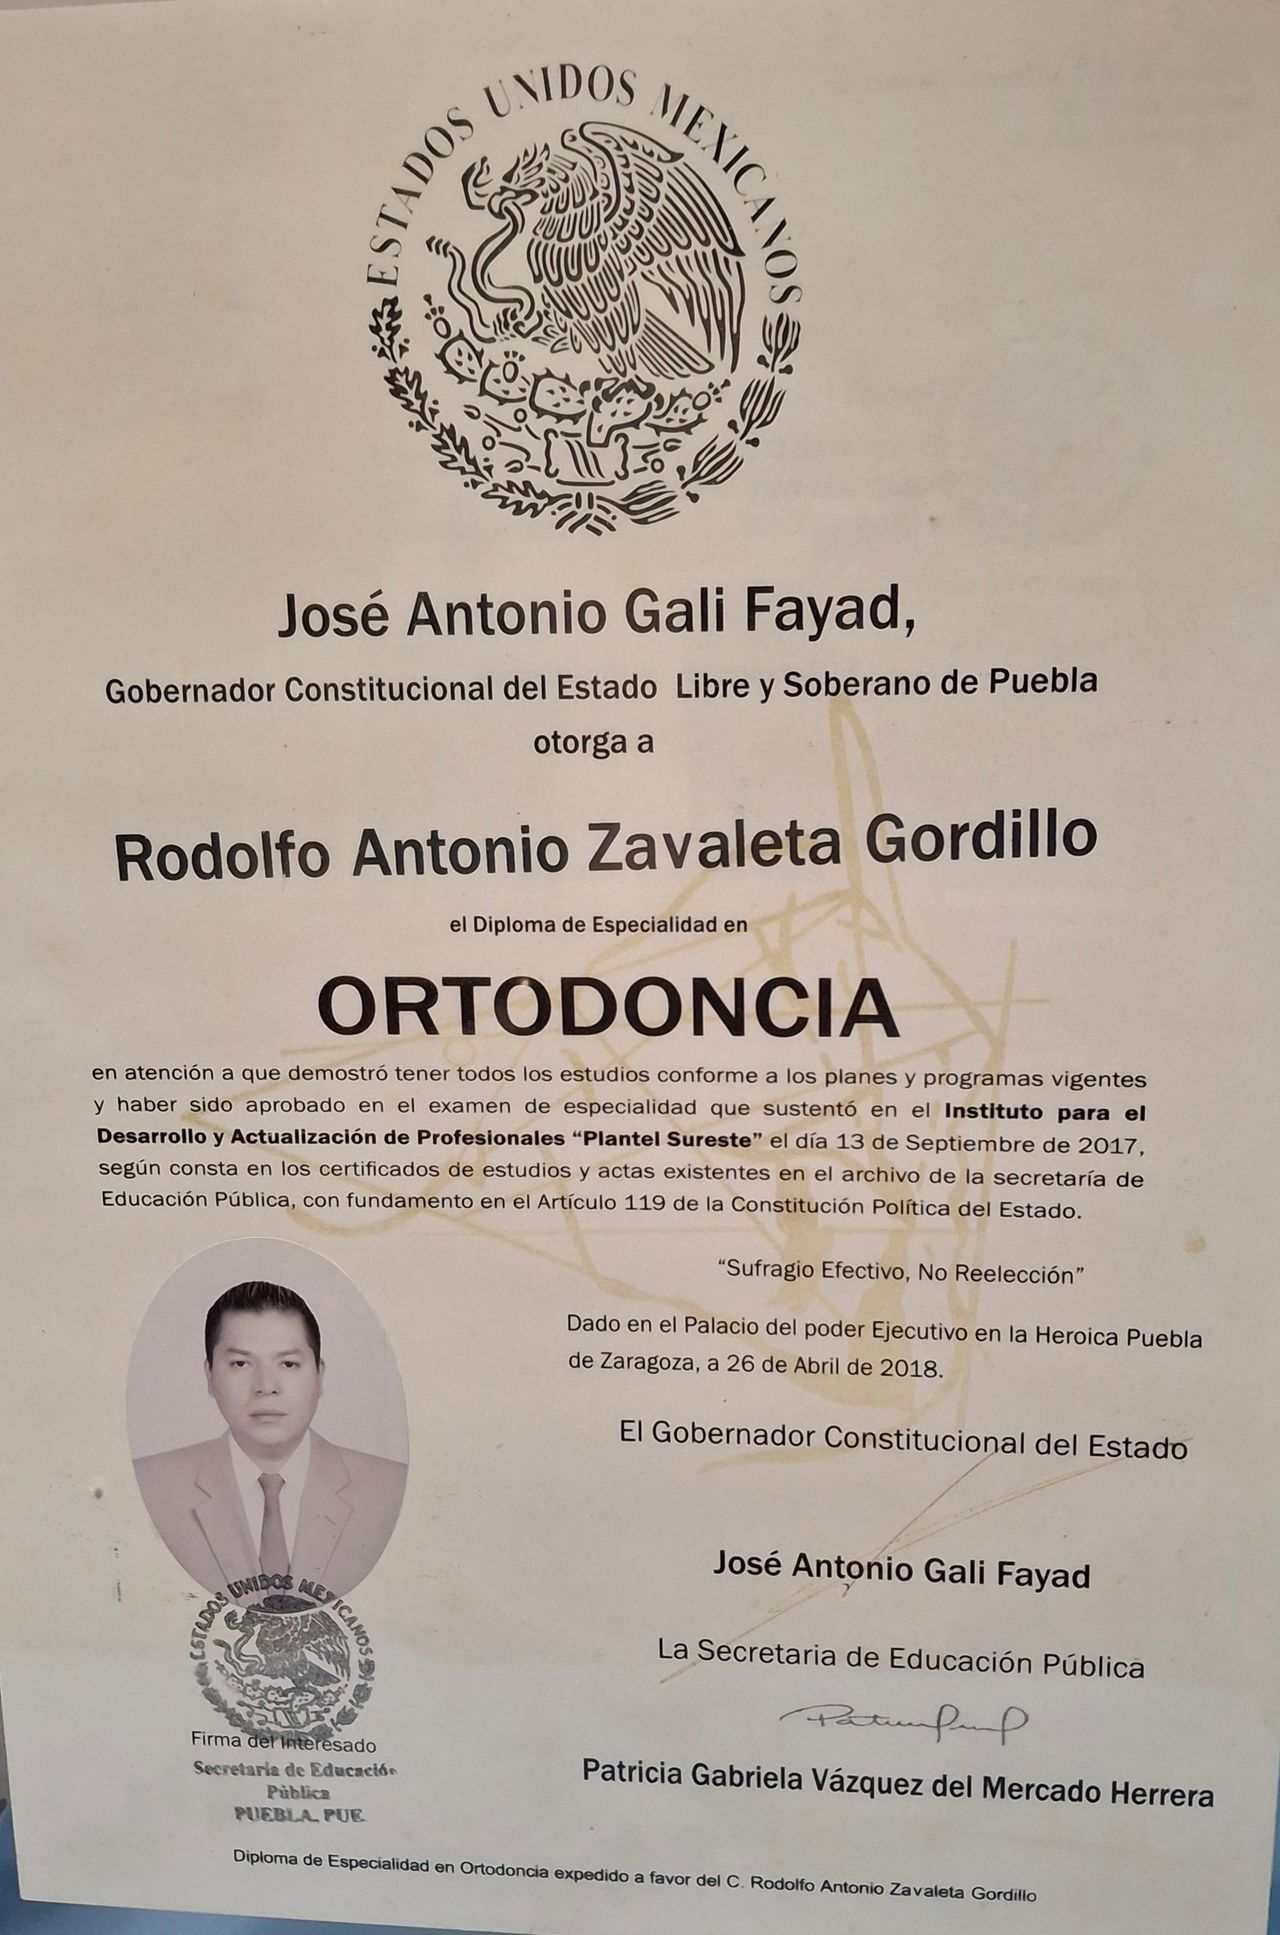 ESTADOS UNIDOS MEXICANOS
José Antonio Gali Fayad,
Gobernador Constitucional del Estado Libre y Soberano de Puebla
otorga a
Rodolfo Antonio Zavaleta Gordillo
el Diploma de Especialidad en
ORTODONCIA
en atención a que demostró tener todos los estudios conforme a los planes y programas vigentes
y haber sido aprobado en el examen de especialidad que sustentó en el Instituto para el
Desarrollo y Actualización de Profesionales “Plantel Sureste” el día 13 de Septiembre de 2017,
según consta en los certificados de estudios y actas existentes en el archivo de la secretaría de
Educación Pública, con fundamento en el Artículo 119 de la Constitución Política del Estado.
“Sufragio Efectivo, No Reelección”
Dado en el Palacio del poder Ejecutivo en la Heroica Puebla
de Zaragoza, a 26 de Abril de 2018.
El Gobernador Constitucional del Estado
José Antonio Gali Fayad
La Secretaria de Educación Pública
Patricia Gabriela Vázquez del Mercado Herrera
ESTADOS UNIDOS MEXICANOS
Firma del Interesado
Secretaria de Educación
Pública
PUEBLA, PUE.
Diploma de Especialidad en Ortodoncia expedido a favor del C. Rodolfo Antonio Zavaleta Gordillo